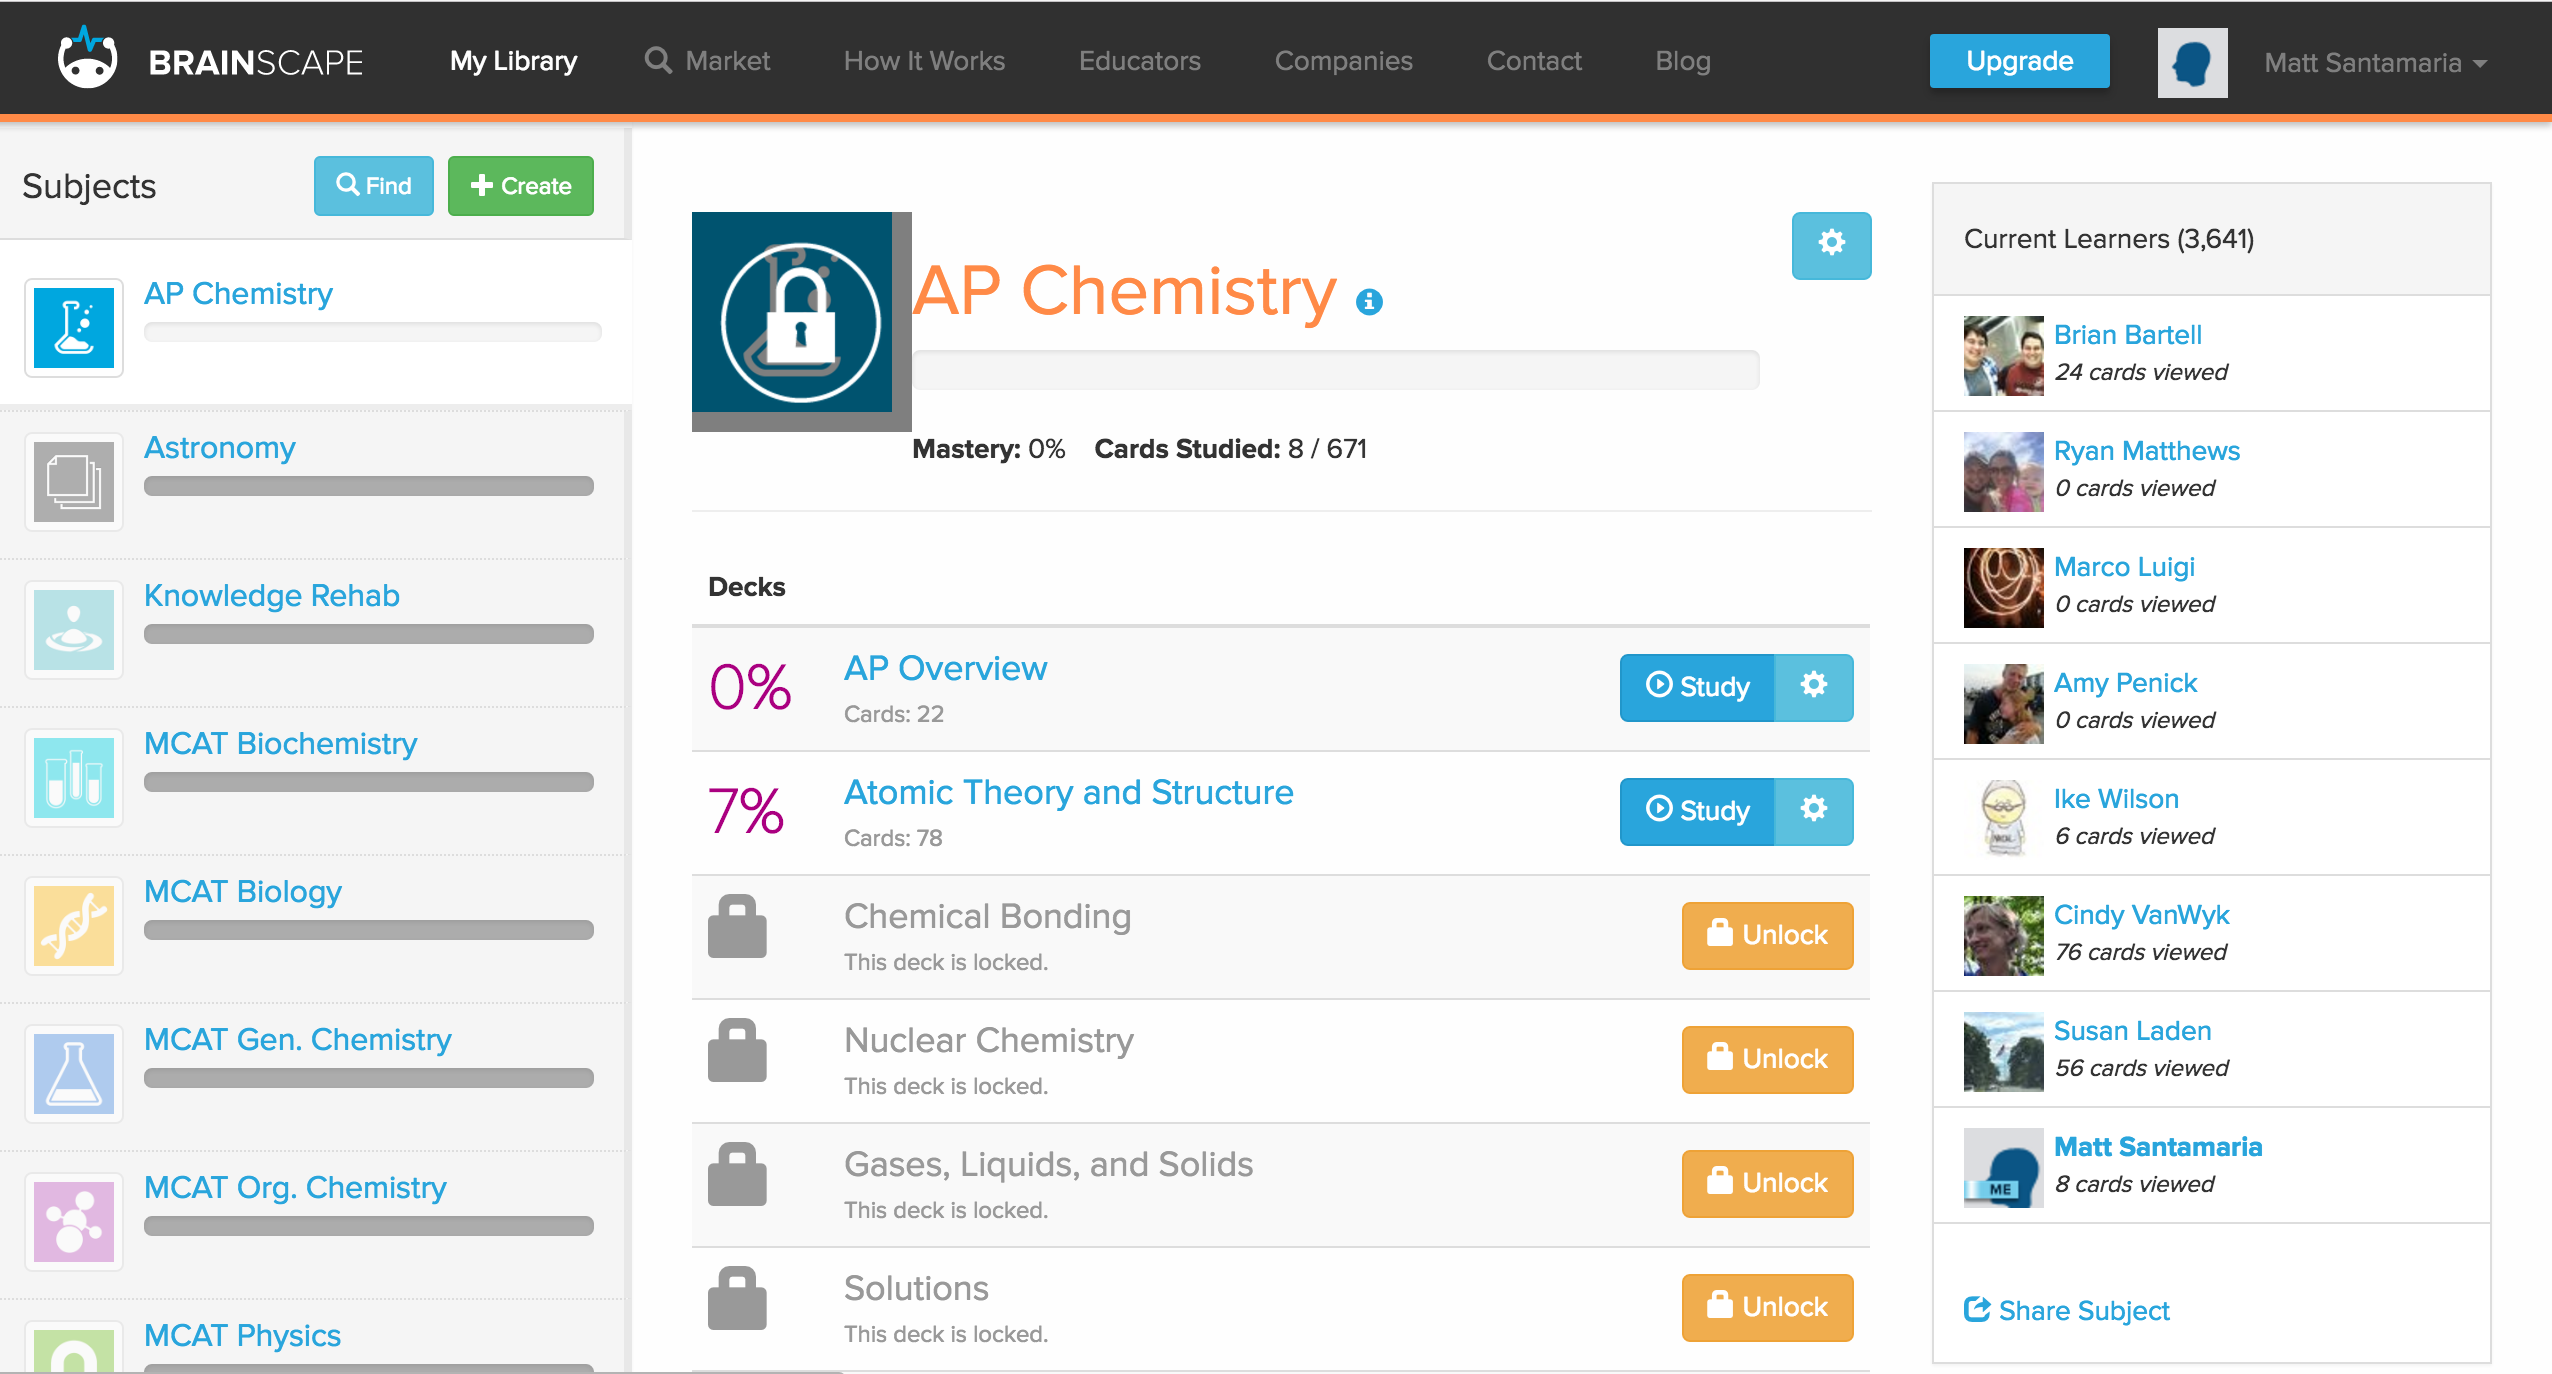 BRAINSCAPE My Library Market How It Works Educators Companies Contact Blog Upgrade Matt Santamaria
Subjects Find Create
AP Chemistry
Astronomy
Knowledge Rehab
MCAT Biochemistry
MCAT Biology
MCAT Gen. Chemistry
MCAT Org. Chemistry
MCAT Physics
AP Chemistry
Mastery: 0% Cards Studied: 8 / 671
Decks
0% AP Overview Study
Cards: 22
7% Atomic Theory and Structure Study
Cards: 78
Chemical Bonding Unlock
This deck is locked.
Nuclear Chemistry Unlock
This deck is locked.
Gases, Liquids, and Solids Unlock
This deck is locked.
Solutions Unlock
This deck is locked.
Current Learners (3,641)
Brian Bartell
24 cards viewed
Ryan Matthews
0 cards viewed
Marco Luigi
0 cards viewed
Amy Penick
0 cards viewed
Ike Wilson
6 cards viewed
Cindy VanWyk
76 cards viewed
Susan Laden
56 cards viewed
Matt Santamaria
ME
8 cards viewed
Share Subject